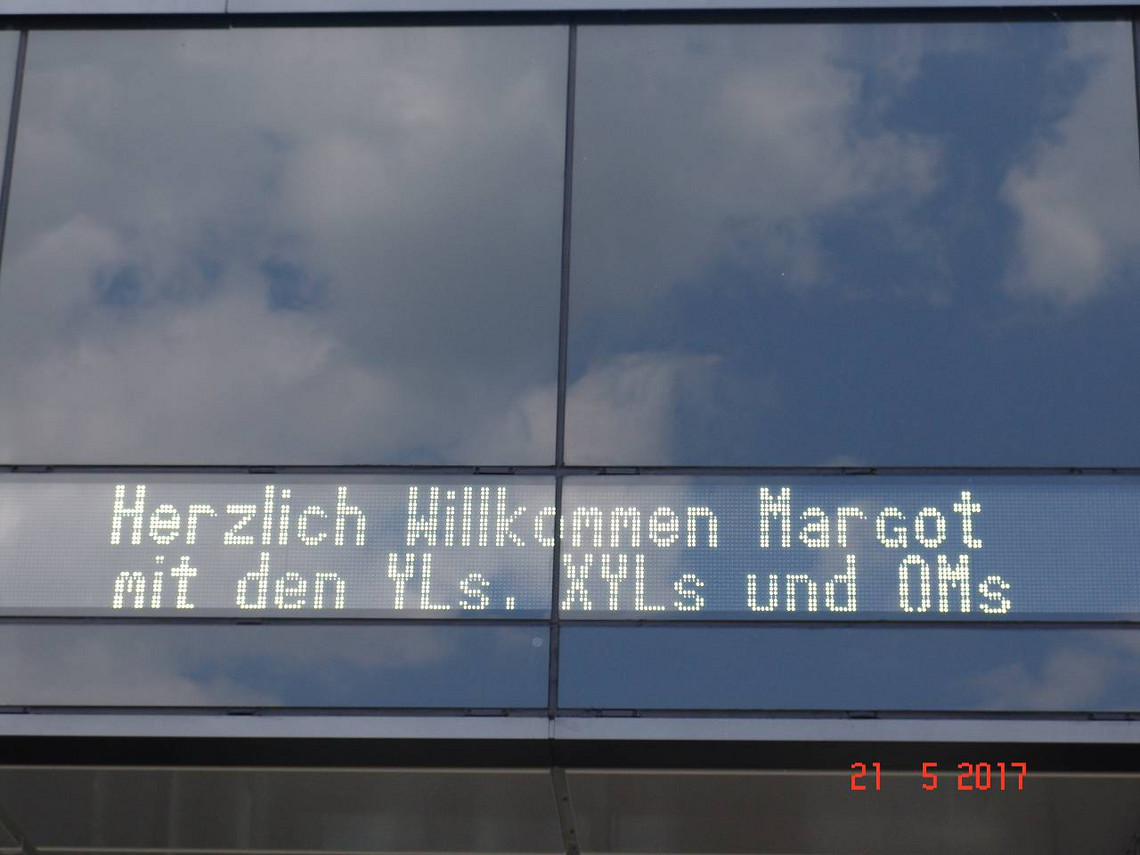 Herzlich Willkommen Margot
mit den YLs, XYLs und OMs
21 5 2017